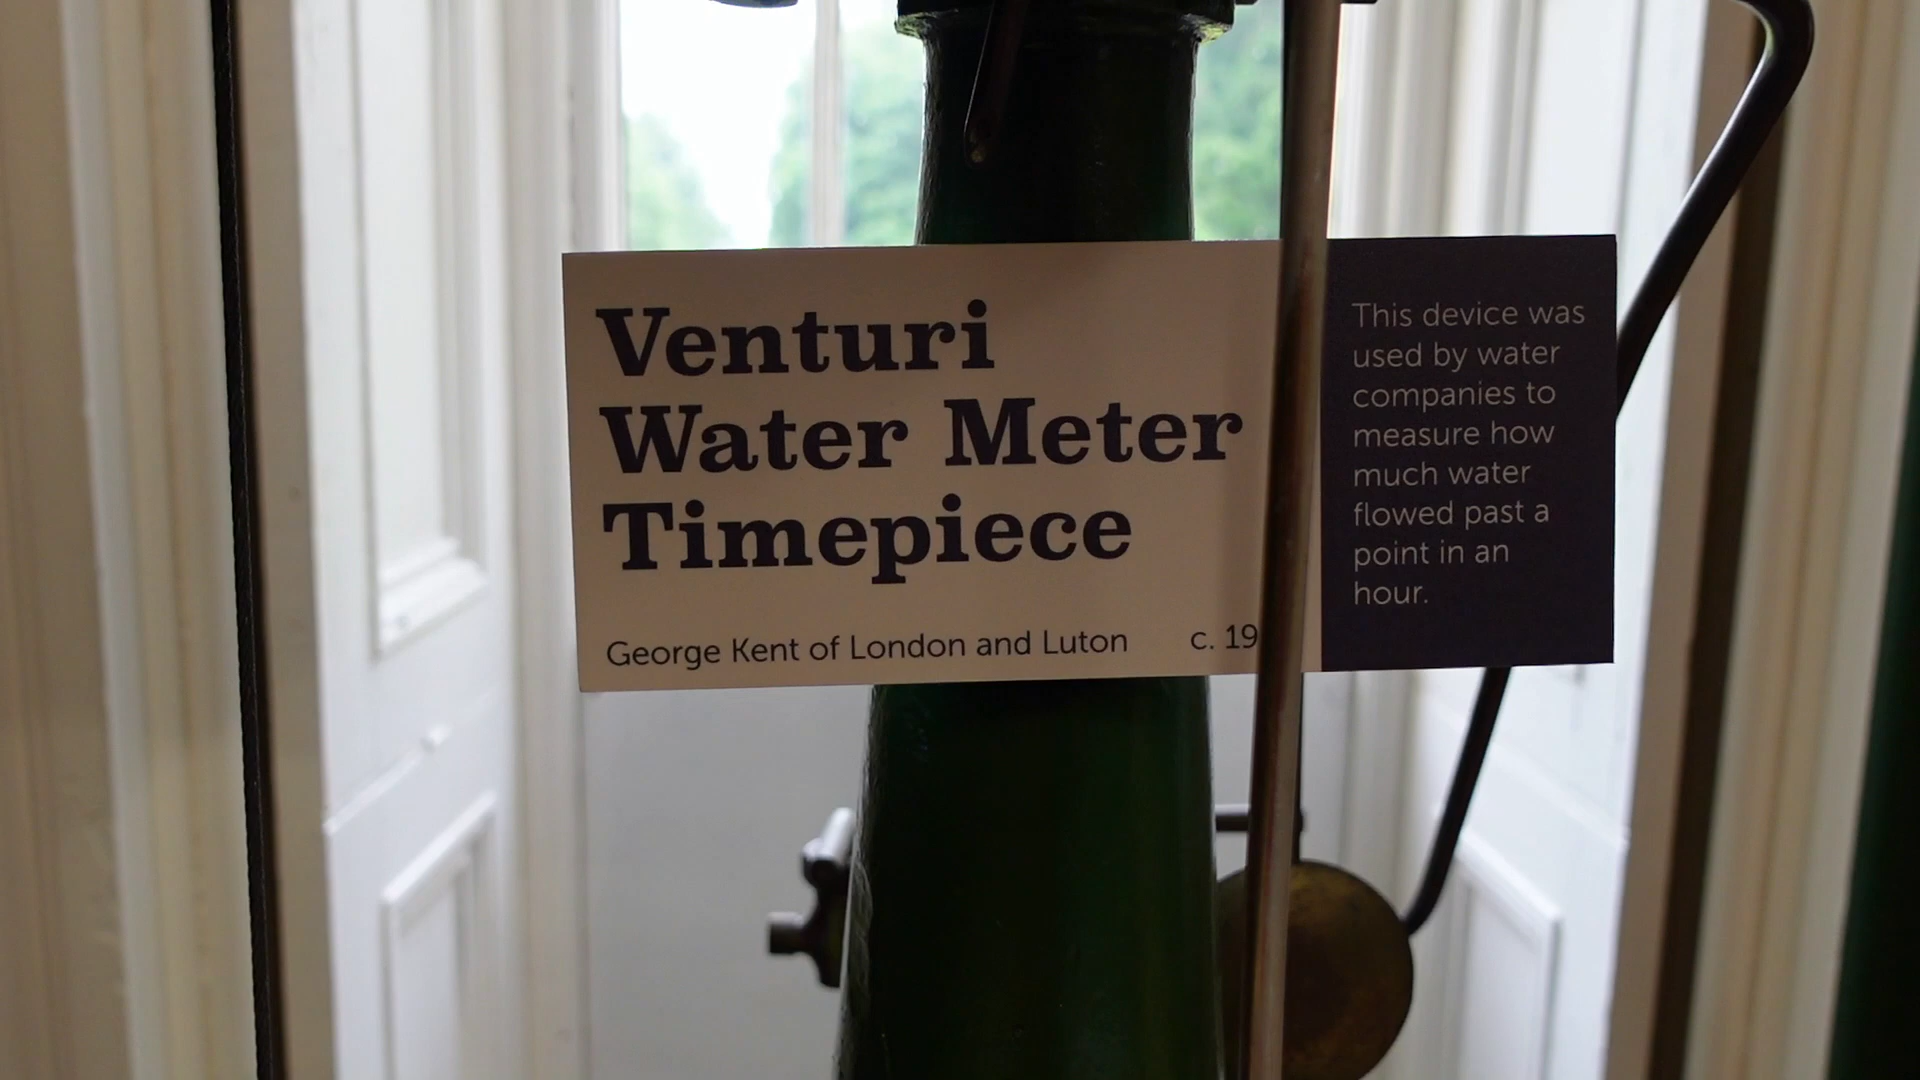 Venturi
Water Meter
Timepiece
George Kent of London and Luton c. 19
This device was
used by water
companies to
measure how
much water
flowed past a
point in an
hour.